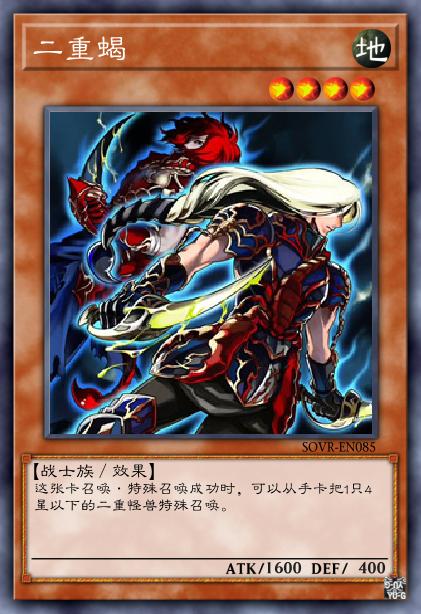 二重蝎
地
SOVR-EN085
【战士族／效果】
这张卡召唤·特殊召唤成功时，可以从手卡把1只4
星以下的二重怪兽特殊召唤。
ATK/1600 DEF/ 400